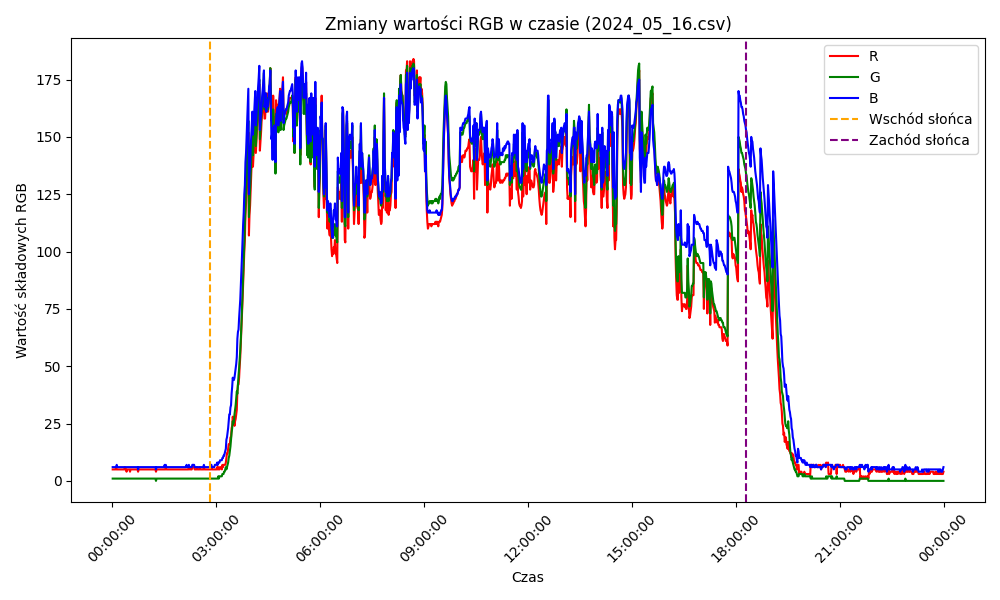 Zmiany wartości RGB w czasie (2024_05_16.csv)
R
G
B
Wschód słońca
Zachód słońca
Wartość składowych RGB
175
150
125
100
75
50
25
0
00:00:00
03:00:00
06:00:00
09:00:00
12:00:00
15:00:00
18:00:00
21:00:00
00:00:00
Czas